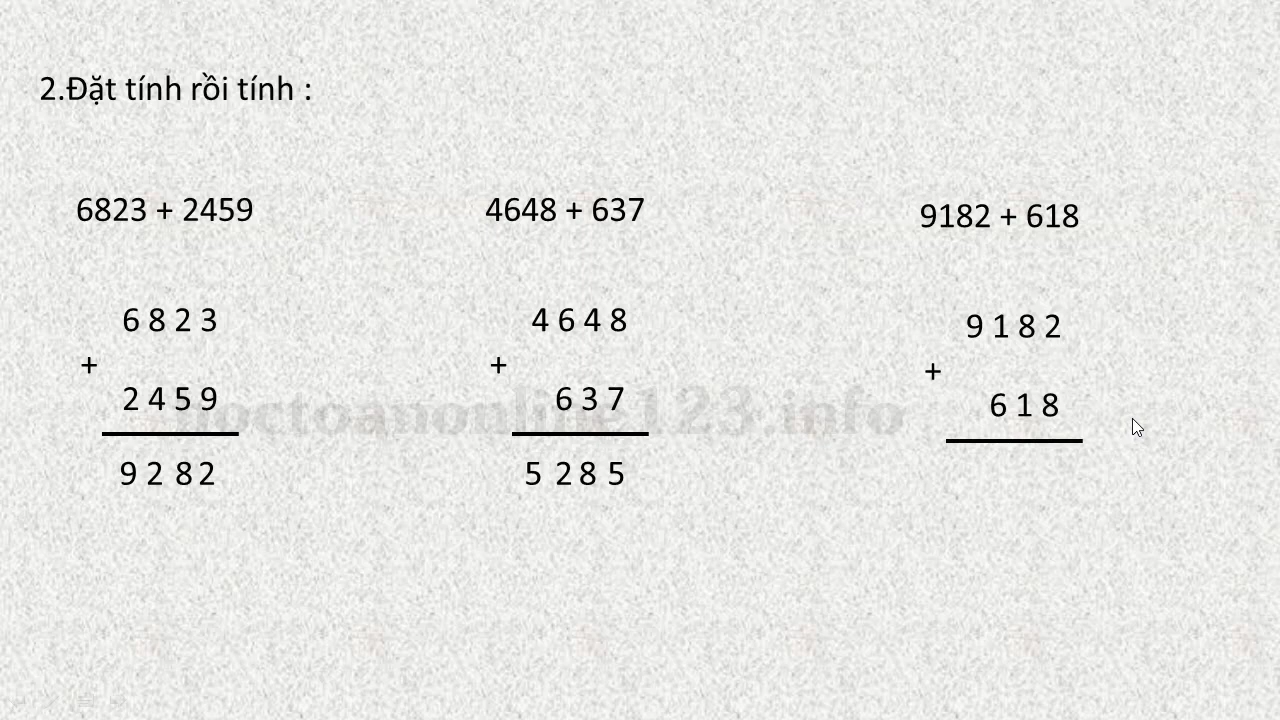 2.Đặt tính rồi tính :
6823 + 2459
4648 + 637
9182 + 618
6 8 2 3
+
2 4 5 9
9 2 8 2
4 6 4 8
+
6 3 7
5 2 8 5
9 1 8 2
+
6 1 8
hoctoanonline123.info